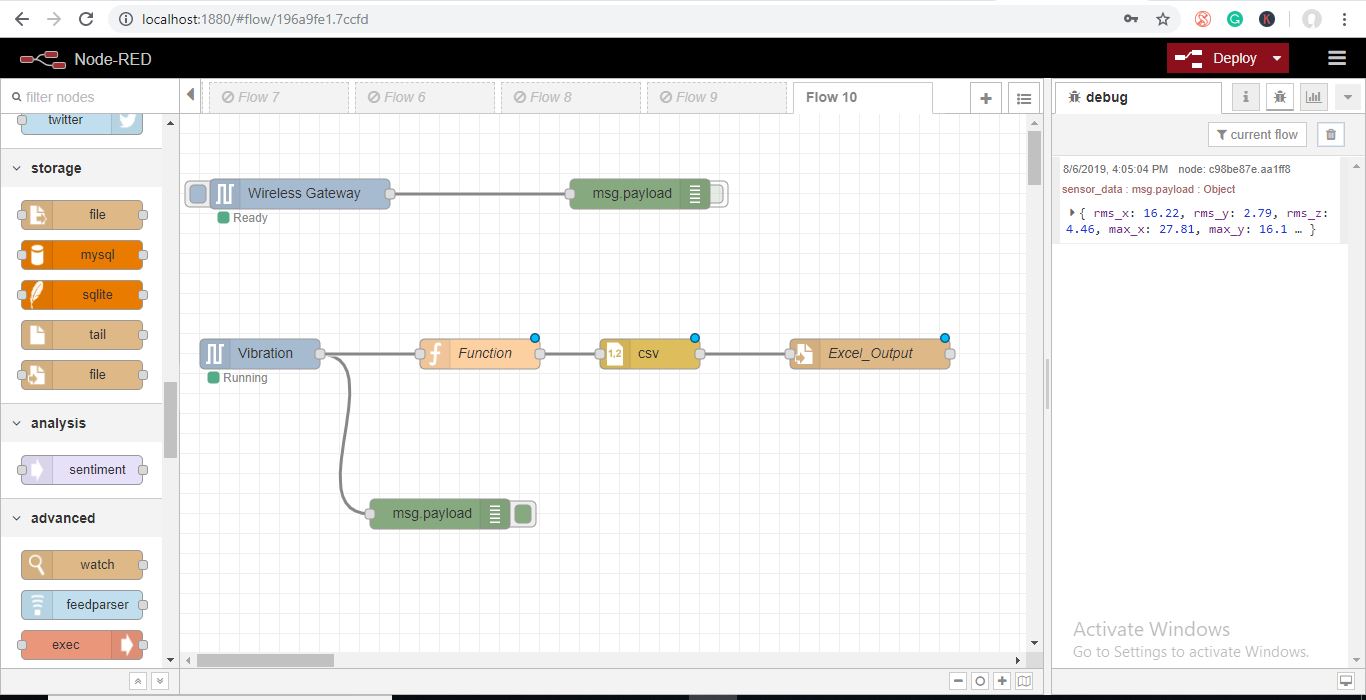 localhost:1880/#flow/196a9fe1.7ccfd
Node-RED
Deploy
filter nodes
Flow 7
Flow 6
Flow 8
Flow 9
Flow 10
debug
i
current flow
twitter
storage
file
mysql
sqlite
tail
file
analysis
sentiment
advanced
watch
feedparser
exec
Wireless Gateway
Ready
msg.payload
Vibration
Running
f
Function
1,2
csv
Excel_Output
msg.payload
8/6/2019, 4:05:04 PM node: c98be87e.aa1ff8
sensor_data : msg.payload : Object
{ rms_x: 16.22, rms_y: 2.79, rms_z:
4.46, max_x: 27.81, max_y: 16.1 … }
Activate Windows
Go to Settings to activate Windows.